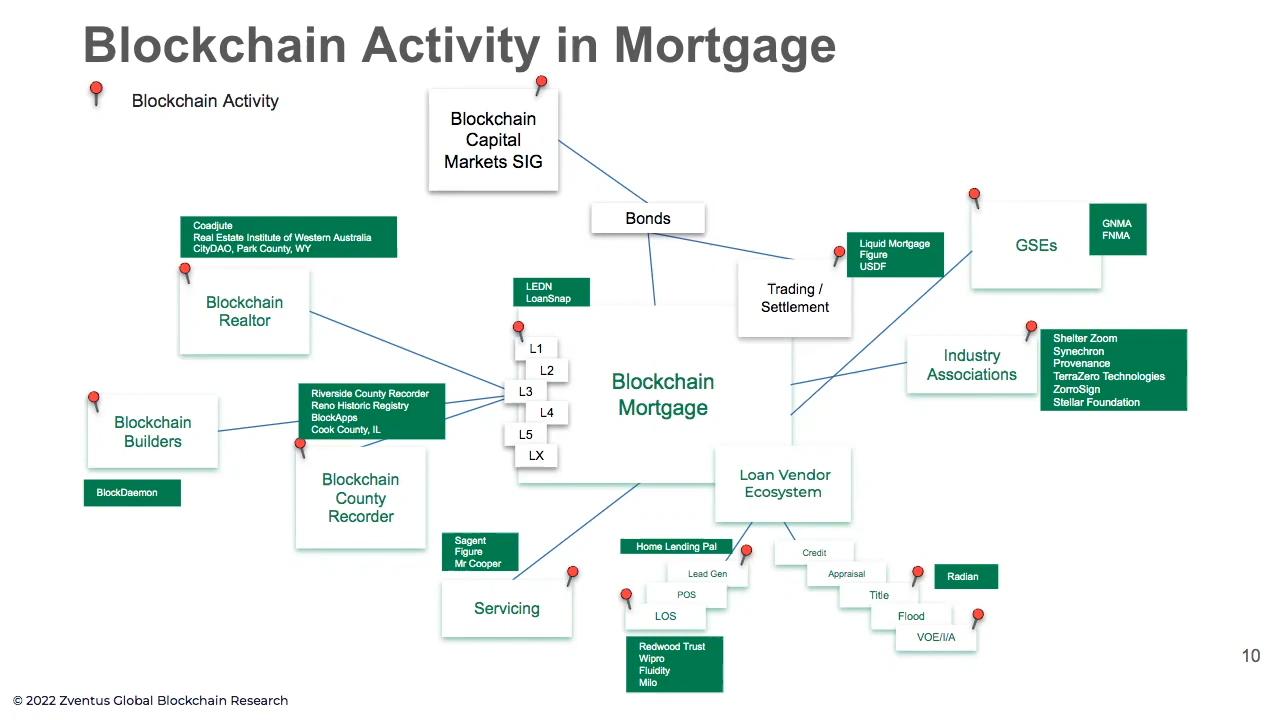 Blockchain Activity in Mortgage
Blockchain Activity
Blockchain
Capital
Markets SIG
Bonds
Coadjute
Real Estate Institute of Western Australia
CityDAO, Park County, WY
Blockchain
Realtor
LEDN
LoanSnap
Trading /
Settlement
Liquid Mortgage
Figure
USDF
GSEs
GNMA
FNMA
L1
L2
L3
L4
L5
LX
Blockchain
Mortgage
Industry
Associations
Shelter Zoom
Synechron
Provenance
TerraZero Technologies
ZorroSign
Stellar Foundation
Blockchain
Builders
BlockDaemon
Riverside County Recorder
Reno Historic Registry
BlockApps
Cook County, IL
Blockchain
County
Recorder
Loan Vendor
Ecosystem
Sagent
Figure
Mr Cooper
Servicing
Home Lending Pal
Lead Gen
POS
LOS
Redwood Trust
Wipro
Fluidity
Milo
Credit
Appraisal
Title
Flood
VOE/I/A
Radian
10
© 2022 Zventus Global Blockchain Research